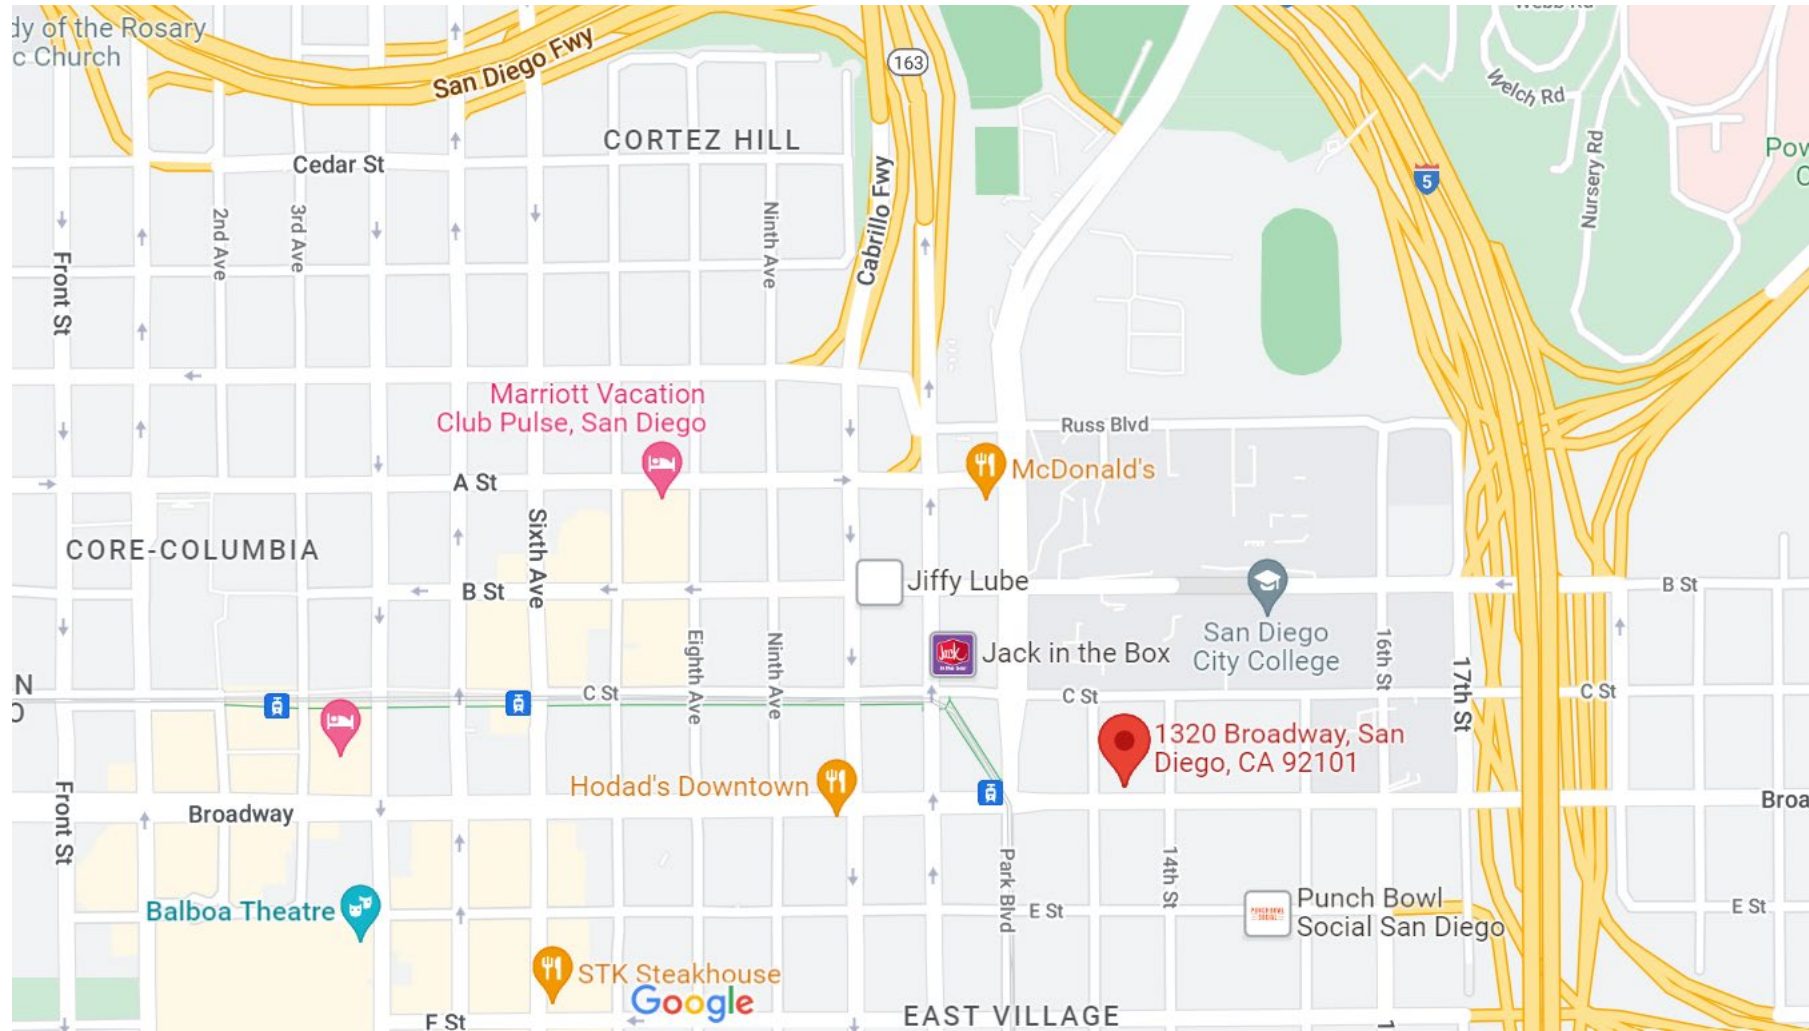 dy of the Rosary
c Church
San Diego Fwy
163
Welch Rd
CORTEZ HILL
Cedar St
Cabrillo Fwy
5
Nursery Rd
Pow
C
Front St
2nd Ave
3rd Ave
Ninth Ave
Marriott Vacation
Club Pulse, San Diego
Russ Blvd
McDonald's
A St
CORE-COLUMBIA
Sixth Ave
B St
Jiffy Lube
B St
San Diego
City College
Jack in the Box
Jack
Eighth Ave
Ninth Ave
16th St
17th St
N
C St
C St
C St
1320 Broadway, San
Diego, CA 92101
Hodad's Downtown
Broadway
Broa
Front St
Park Blvd
14th St
Balboa Theatre
E St
PUNCH BOWL
SOCIAL
Punch Bowl
Social San Diego
E St
STK Steakhouse
Google
F St
EAST VILLAGE
1